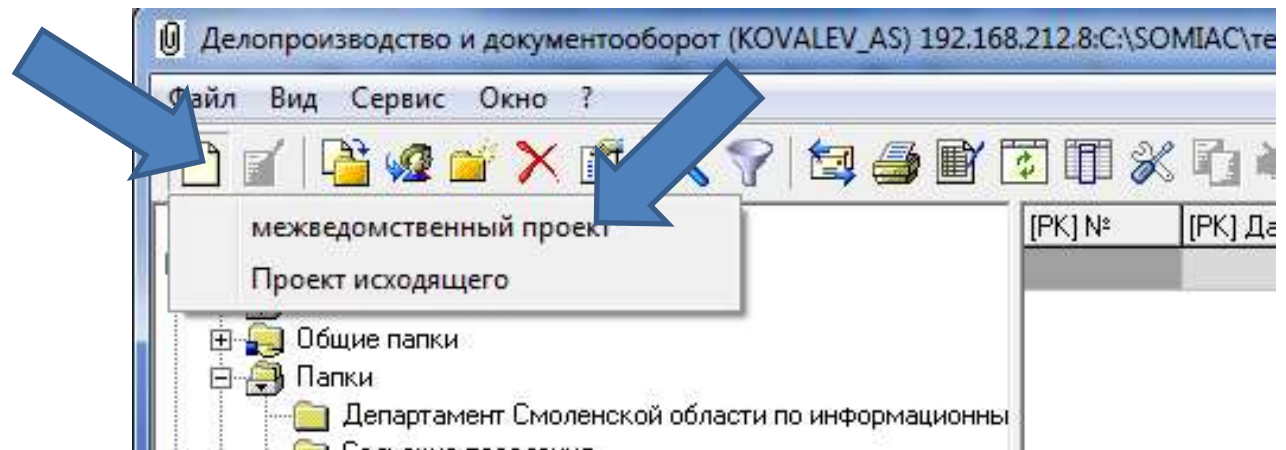 Делопроизводство и документооборот (KOVALEV_AS) 192.168.212.8:C:\SOMIAC\те
Файл Вид Сервис Окно ?
межведомственный проект
[РК] № [РК] Да
Проект исходящего
Общие папки
Папки
Департамент Смоленской области по информационны